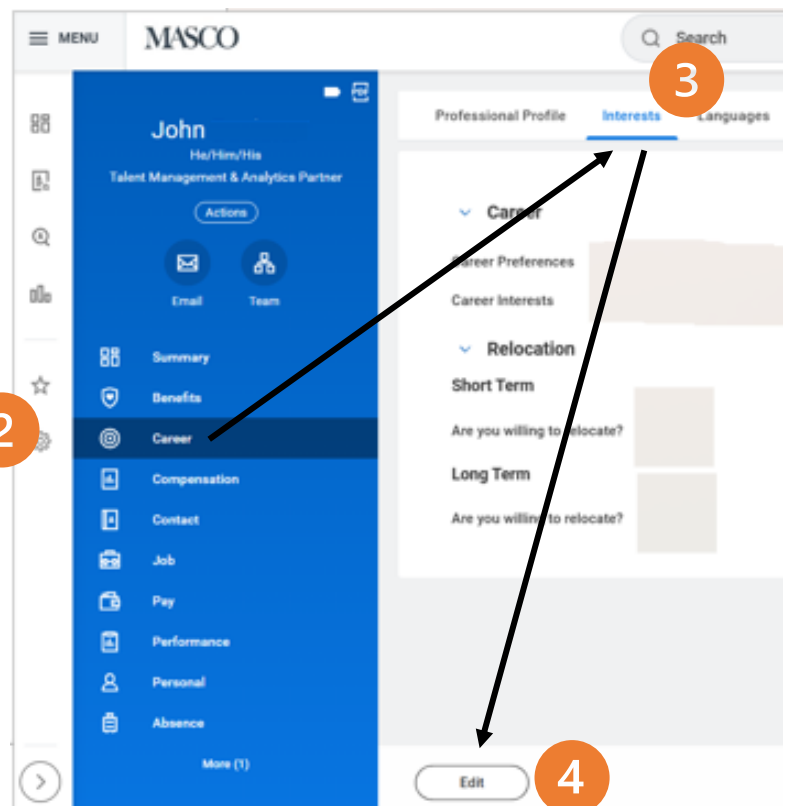 MENU
MASCO
Search
3
John
He/Him/His
Talent Management & Analytics Partner
Actions
Email
Team
Summary
Benefits
2
Career
Compensation
Contact
Job
Pay
Performance
Personal
Absence
More (1)
Professional Profile
Interests
Languages
Career
Career Preferences
Career Interests
Relocation
Short Term
Are you willing to relocate?
Long Term
Are you willing to relocate?
Edit
4